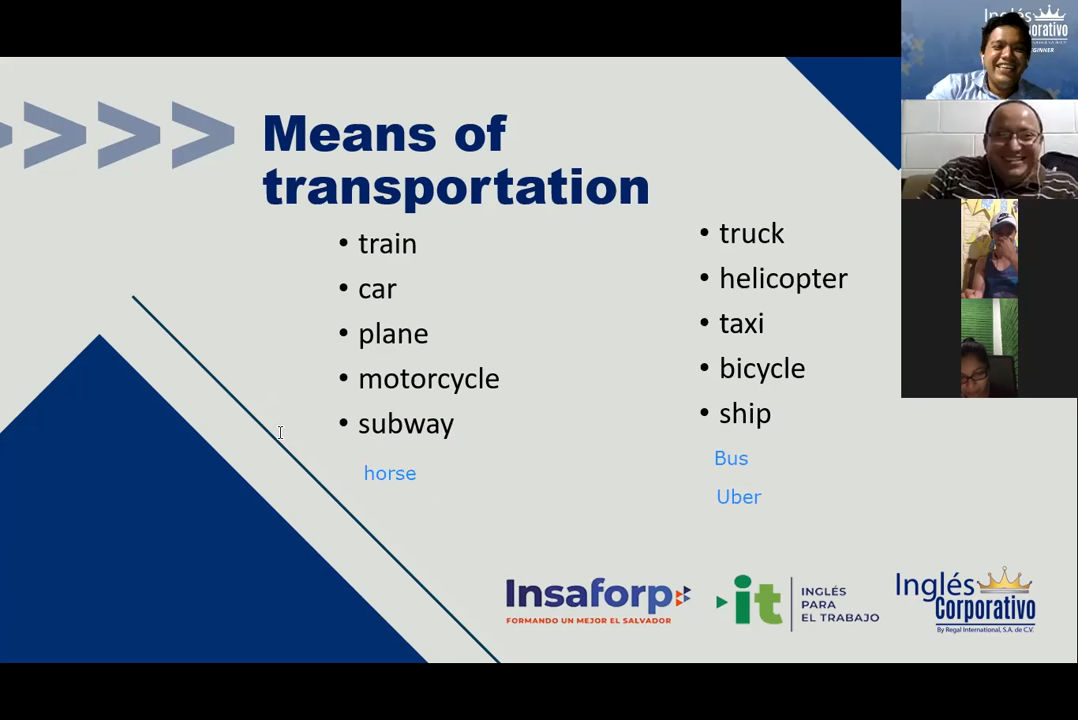 Means of
transportation
• train
• car
• plane
• motorcycle
• subway
horse
• truck
• helicopter
• taxi
• bicycle
• ship
Bus
Uber
Insaforp
FORMANDO UN MEJOR EL SALVADOR
it
INGLÉS
PARA
EL TRABAJO
Inglés
Corporativo
By Regal International, S.A. de C.V.